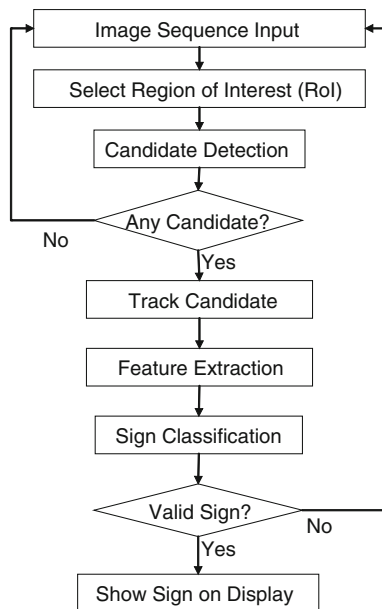 Image Sequence Input
Select Region of Interest (RoI)
Candidate Detection
Any Candidate?
No
Yes
Track Candidate
Feature Extraction
Sign Classification
Valid Sign?
No
Yes
Show Sign on Display